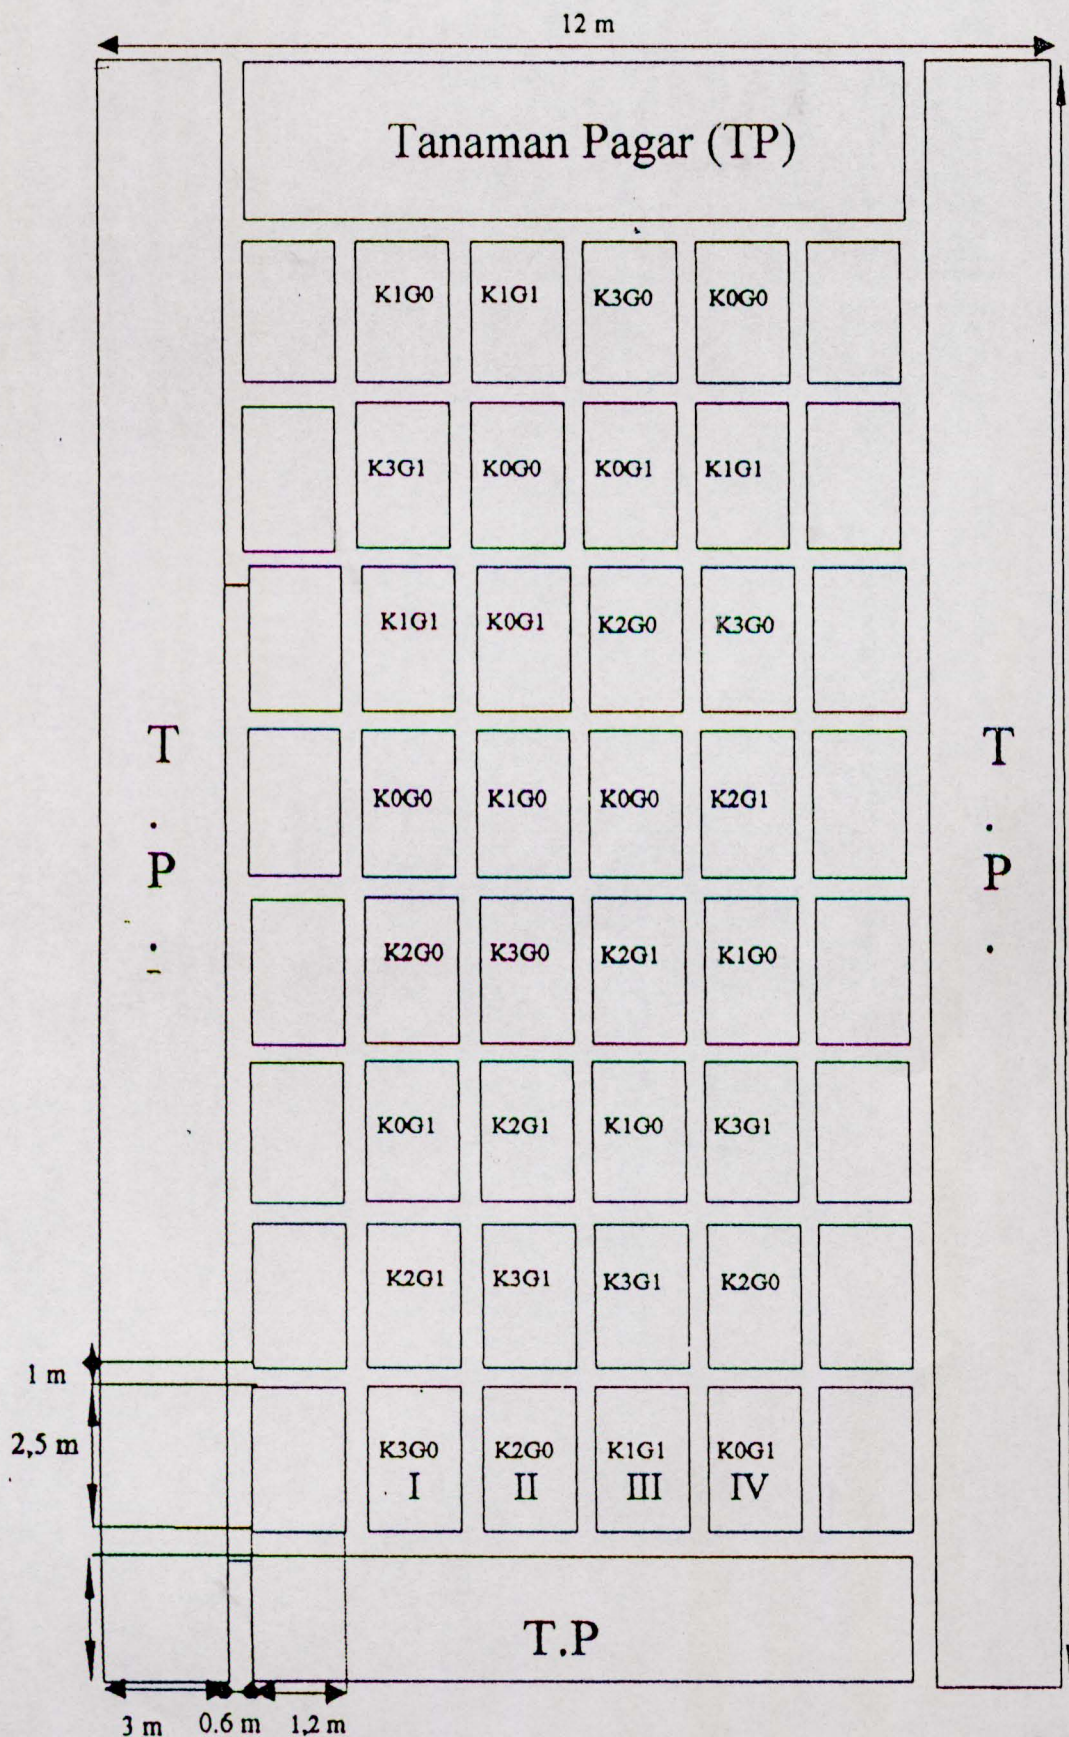 12 m
Tanaman Pagar (TP)
K1G0 K1G1 K3G0 K0G0
K3G1 K0G0 K0G1 K1G1
K1G1 K0G1 K2G0 K3G0
T T
K0G0 K1G0 K0G0 K2G1
. .
P P
K2G0 K3G0 K2G1 K1G0
. .
K0G1 K2G1 K1G0 K3G1
K2G1 K3G1 K3G1 K2G0
1 m
2,5 m
K3G0 K2G0 K1G1 K0G1
I II III IV
T.P
3 m 0.6 m 1,2 m